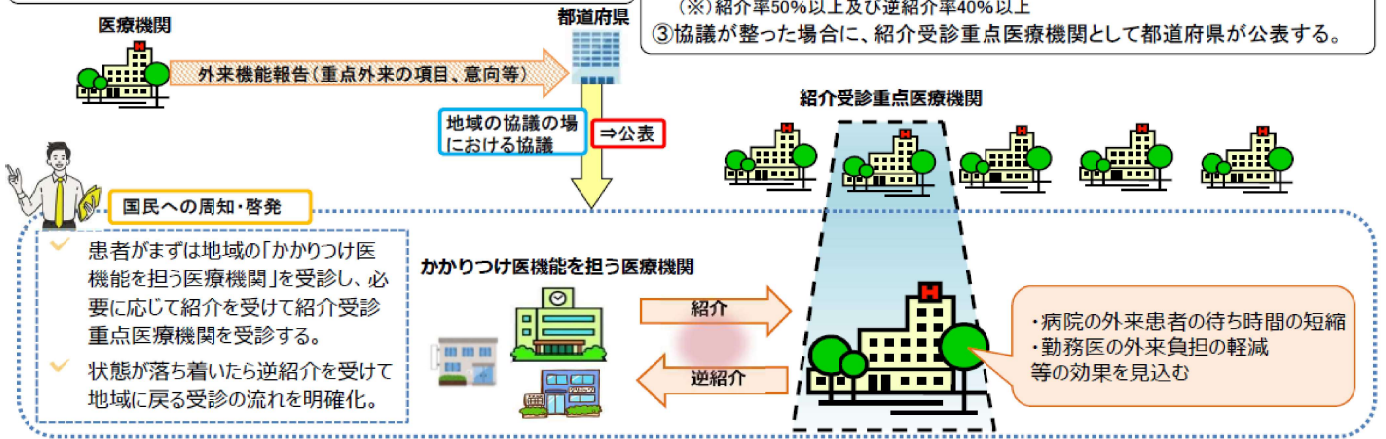 (※)紹介率50%以上及び逆紹介率40%以上
③協議が整った場合に、紹介受診重点医療機関として都道府県が公表する。
医療機関
都道府県
外来機能報告(重点外来の項目、意向等)
地域の協議の場
における協議
⇒公表
紹介受診重点医療機関
H
H
H
H
H
H
国民への周知・啓発
患者がまずは地域の「かかりつけ医
機能を担う医療機関」を受診し、必
要に応じて紹介を受けて紹介受診
重点医療機関を受診する。
状態が落ち着いたら逆紹介を受けて
地域に戻る受診の流れを明確化。
かかりつけ医機能を担う医療機関
紹介
逆紹介
H
・病院の外来患者の待ち時間の短縮
・勤務医の外来負担の軽減
等の効果を見込む